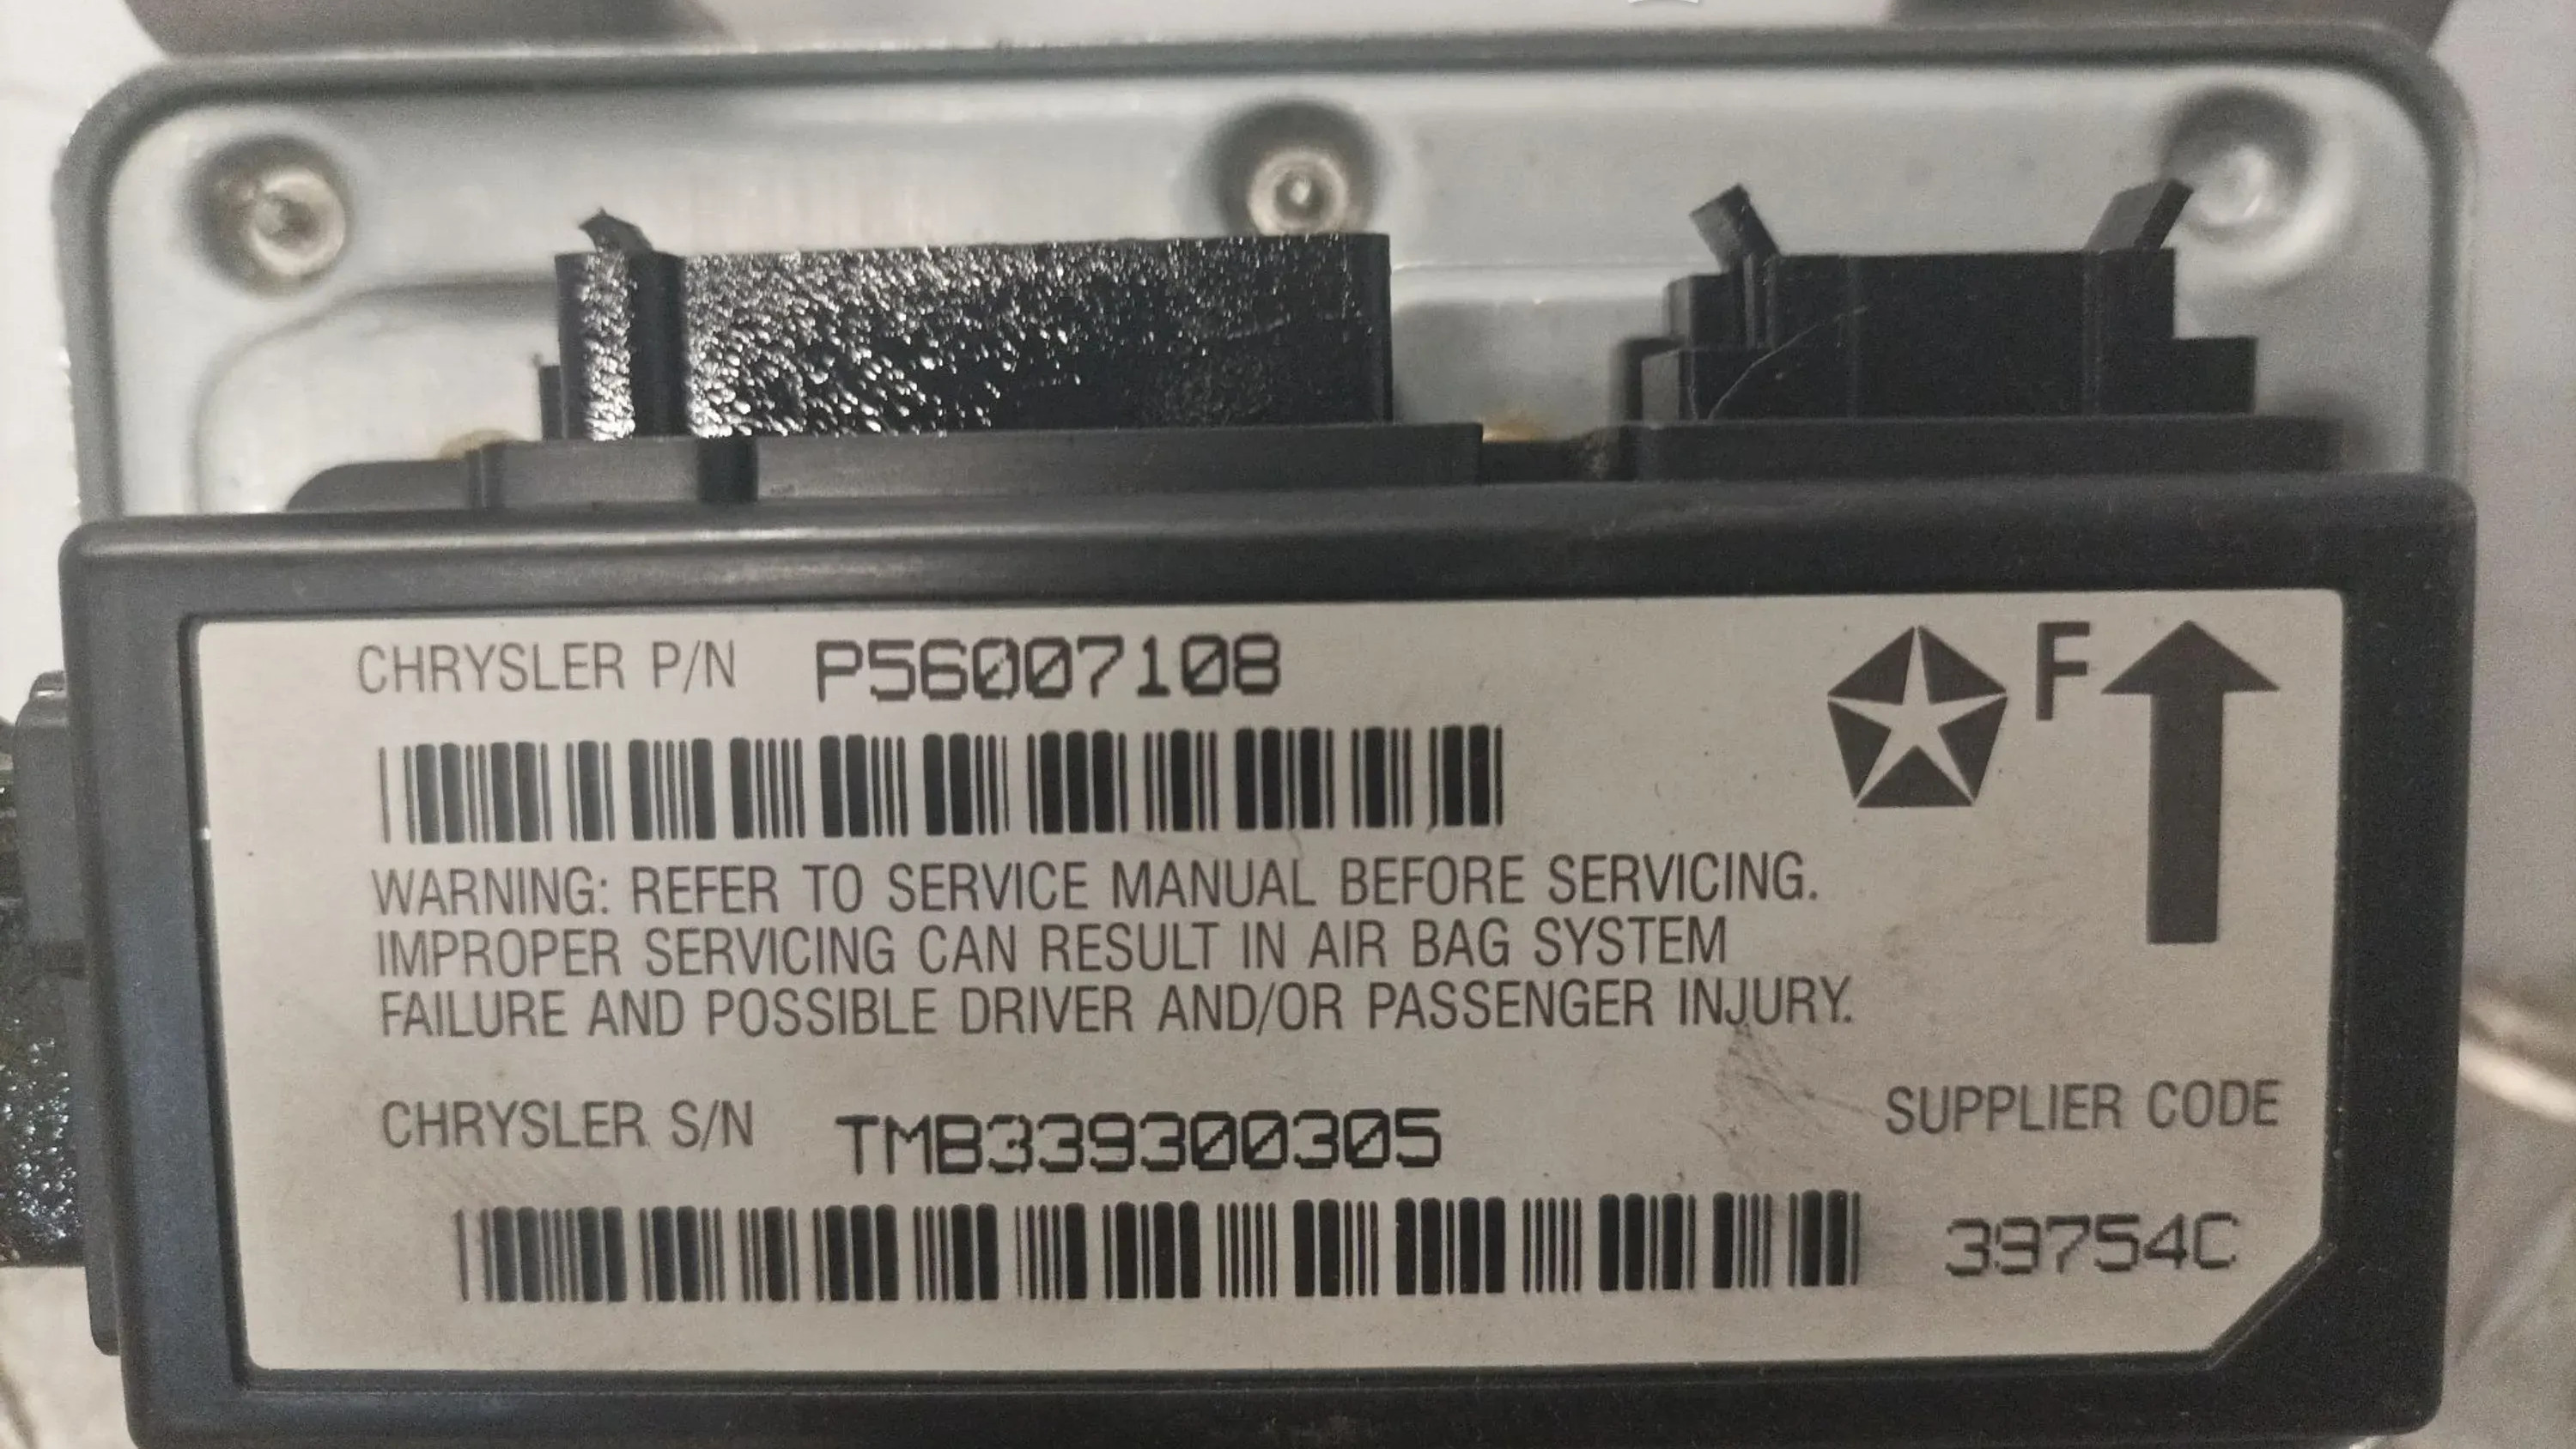 CHRYSLER P/N P56007108
F
WARNING: REFER TO SERVICE MANUAL BEFORE SERVICING.
IMPROPER SERVICING CAN RESULT IN AIR BAG SYSTEM
FAILURE AND POSSIBLE DRIVER AND/OR PASSENGER INJURY.
CHRYSLER S/N TMB339300305
SUPPLIER CODE
39754C